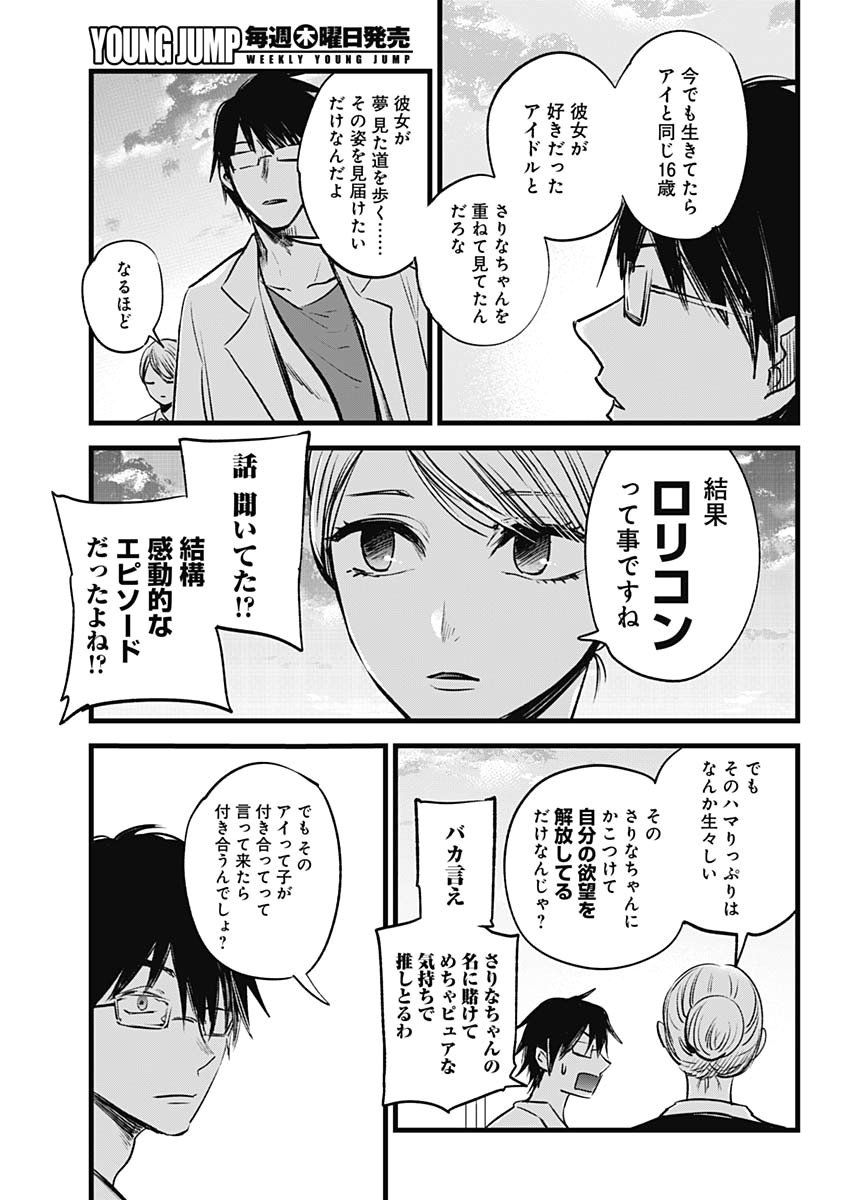 YOUNG JUMP 毎週木曜日発売
WEEKLY YOUNG JUMP
今でも生きてたら
アイと同じ16歳
彼女が
好きだった
アイドルと
さりなちゃんを
重ねて見てたん
だろな
彼女が
夢見た道を歩く……
その姿を見届けたい
だけなんだよ
なるほど
結果
ロリコン
って事ですね
話 聞いてた!?
結構
感動的な
エピソード
だったよね!?
でも
そのハマりっぷりは
なんか生々しい
その
さりなちゃんに
かこつけて
自分の欲望を
解放してる
だけなんじゃ?
バカ言え
さりなちゃんの
名に賭けて
めちゃピュアな
気持ちで
推しとるわ
でも その
アイって子が
付き合ってって
言って来たら
付き合うんでしょ?